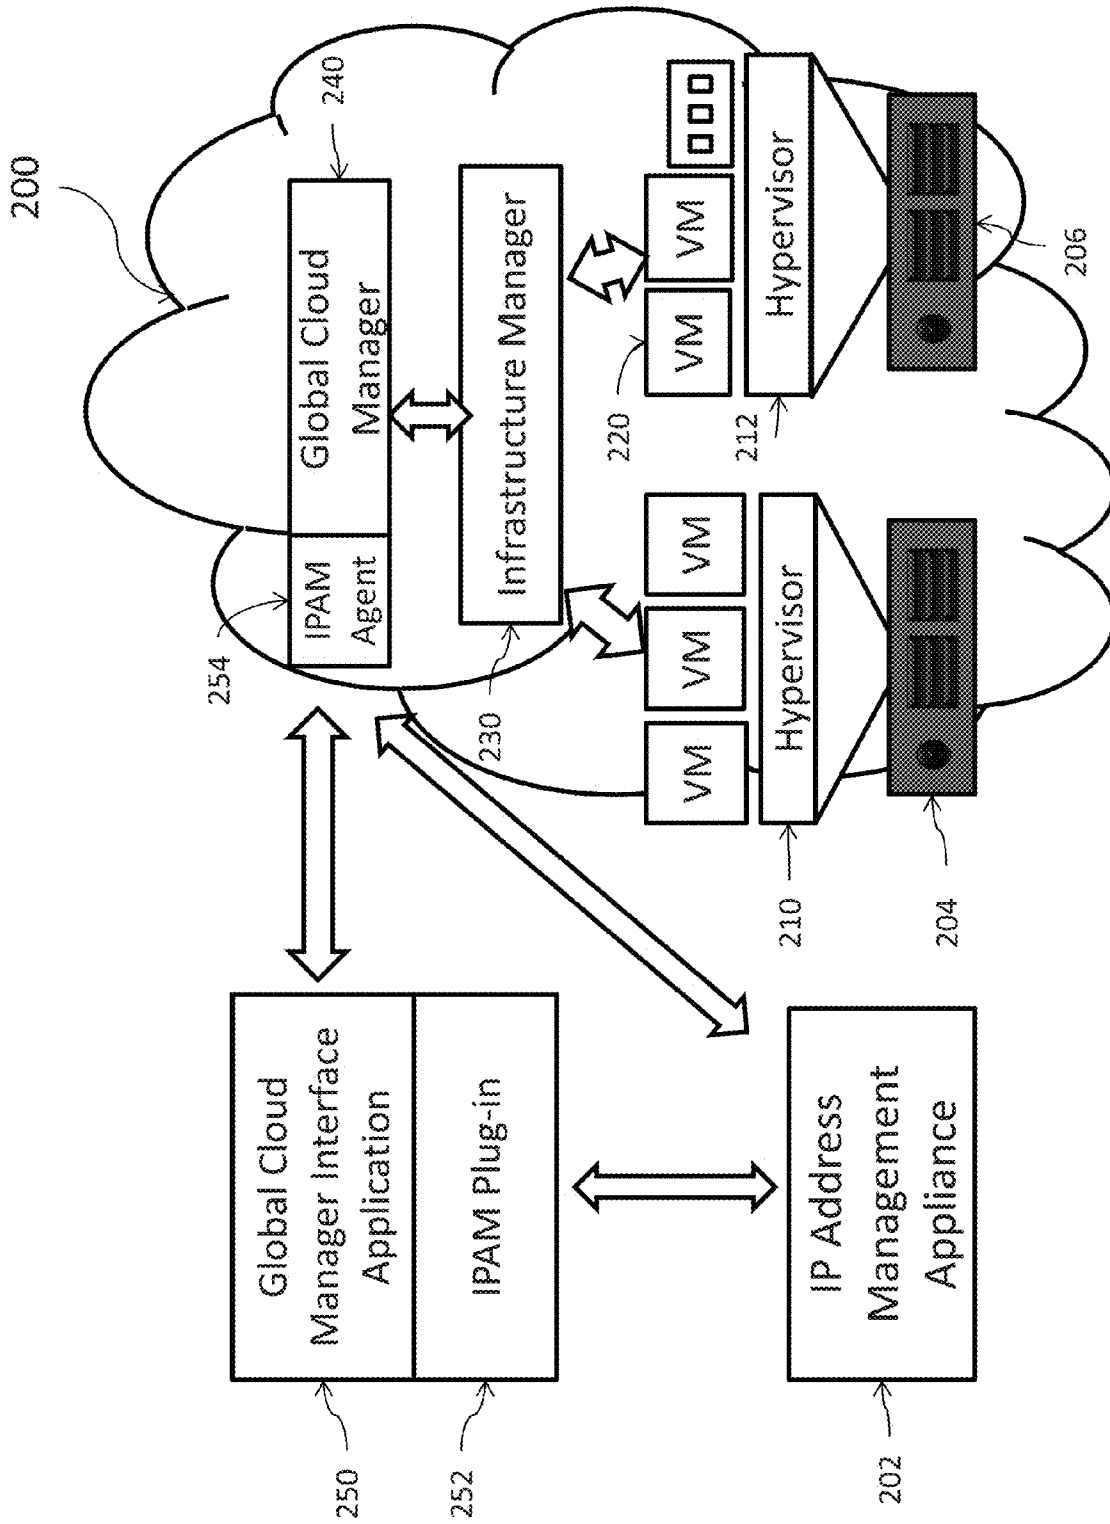 200
250
Global Cloud
Manager Interface
Application
252
IPAM Plug-in
254
IPAM
Agent
Global Cloud
Manager
240
230
Infrastructure Manager
202
IP Address
Management
Appliance
VM
VM
VM
220
VM
VM
210
Hypervisor
212
Hypervisor
204
206